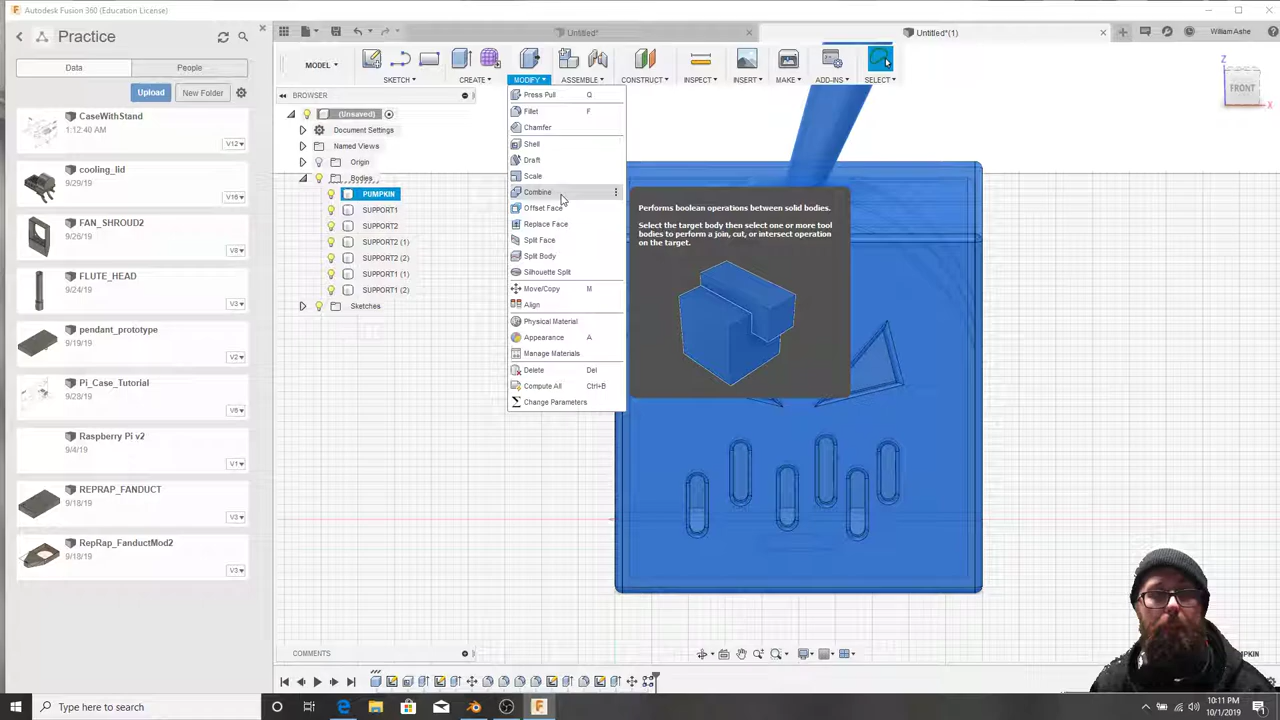 Autodesk Fusion 360 (Education License)
Practice
Untitled*
Untitled*(1)
William Ashe
Data
People
MODEL
SKETCH
CREATE
MODIFY
ASSEMBLE
CONSTRUCT
INSPECT
INSERT
MAKE
ADD-INS
SELECT
Upload
New Folder
BROWSER
(Unsaved)
Document Settings
Named Views
Origin
Bodies
PUMPKIN
SUPPORT1
SUPPORT2
SUPPORT2 (1)
SUPPORT2 (2)
SUPPORT1 (1)
SUPPORT1 (2)
Sketches
CaseWithStand
1:12:40 AM
V12
cooling_lid
9/29/19
V16
FAN_SHROUD2
9/23/19
V8
FLUTE_HEAD
9/24/19
V3
pendant_prototype
9/19/19
V2
Pi_Case_Tutorial
9/28/19
V6
Raspberry Pi v2
9/4/19
V1
REPRAP_FANDUCT
9/18/19
V3
RepRap_FanductMod2
9/18/19
V3
Press Pull Q
Fillet F
Chamfer
Shell
Draft
Scale
Combine
Offset Face
Replace Face
Split Face
Split Body
Silhouette Split
Move/Copy M
Align
Physical Material
Appearance A
Manage Materials
Delete Del
Compute All Ctrl+B
Change Parameters
Performs boolean operations between solid bodies.
Select the target body then select one or more tool
bodies to perform a join, cut, or intersect operation
on the target.
Z
FRONT
X
COMMENTS
Type here to search
10:11 PM
10/1/2019